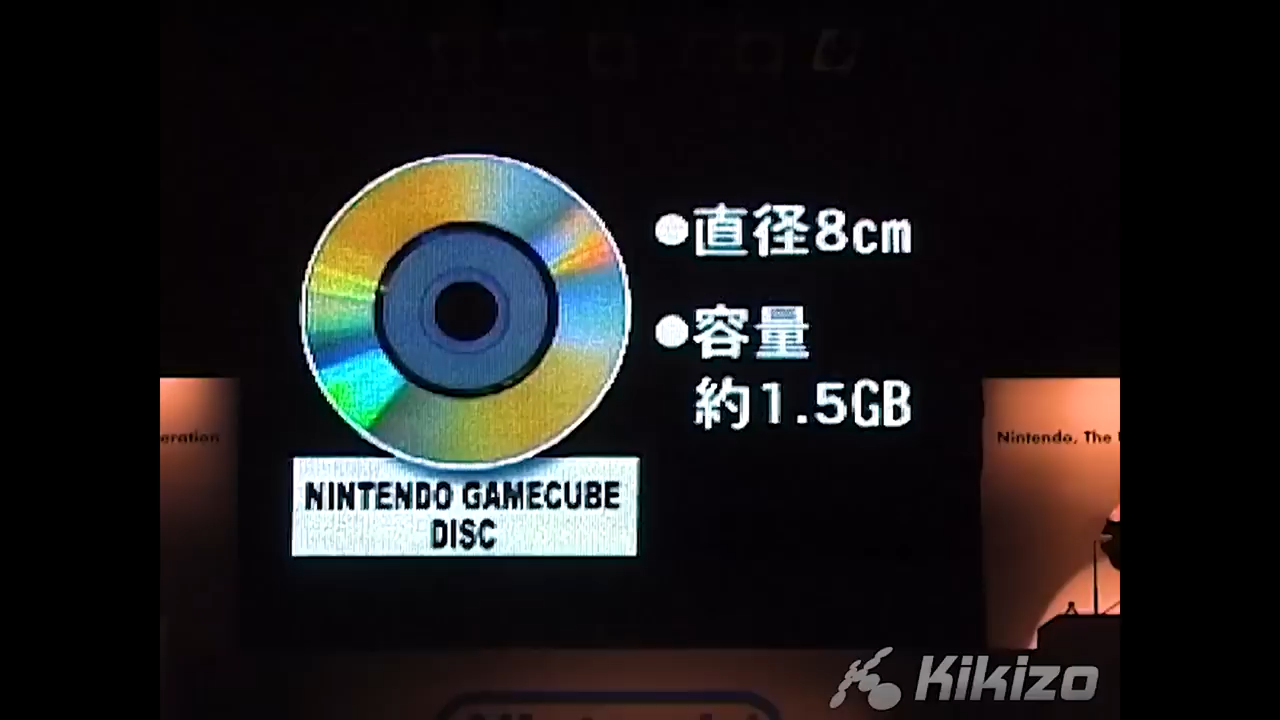 ●直径8cm
●容量
約1.5GB
NINTENDO GAMECUBE
DISC
eration
Nintendo, The
Kikizo